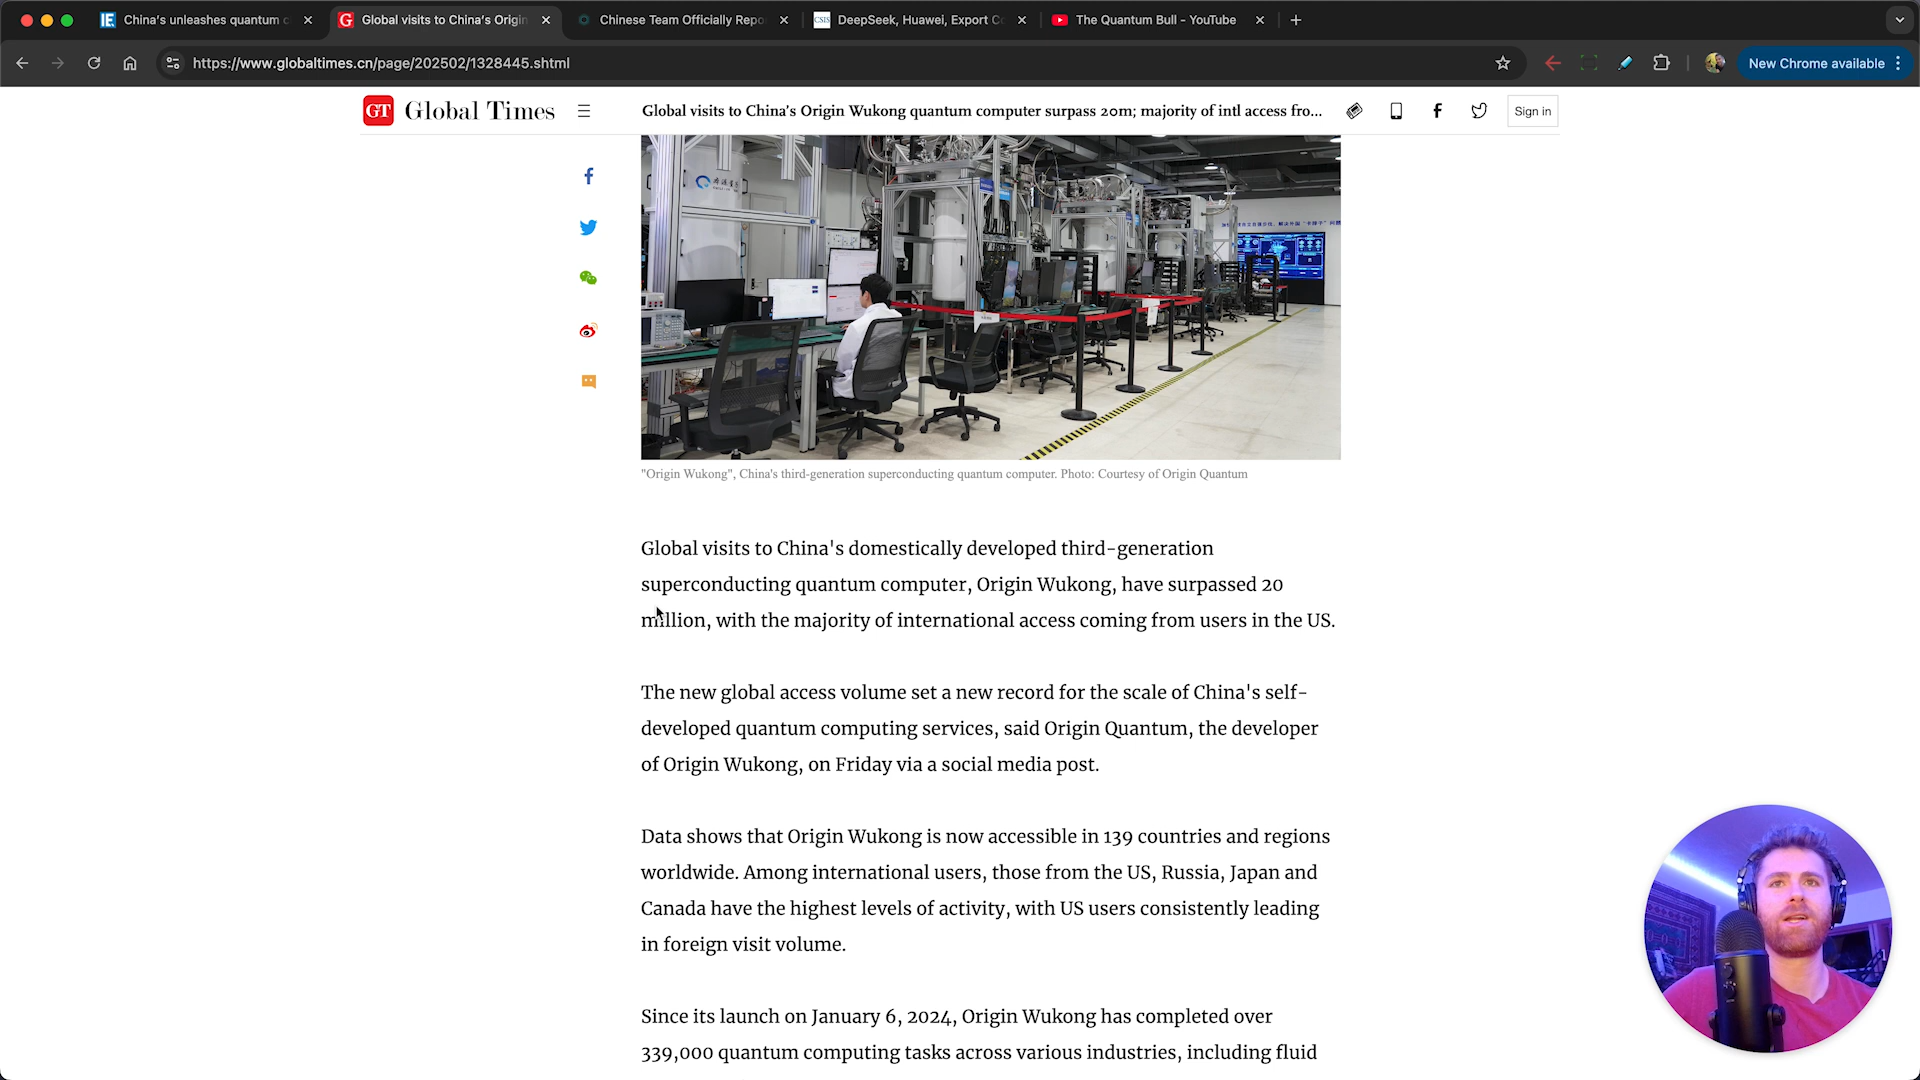 China's unleashes quantum c
Global visits to China's Origin
Chinese Team Officially Repo
CSIS
DeepSeek, Huawei, Export Co
The Quantum Bull - YouTube
https://www.globaltimes.cn/page/202502/1328445.shtml
New Chrome available
GT
Global Times
Global visits to China's Origin Wukong quantum computer surpass 20m; majority of intl access fro...
Sign in
"Origin Wukong", China's third-generation superconducting quantum computer. Photo: Courtesy of Origin Quantum
Global visits to China's domestically developed third-generation
superconducting quantum computer, Origin Wukong, have surpassed 20
million, with the majority of international access coming from users in the US.
The new global access volume set a new record for the scale of China's self-
developed quantum computing services, said Origin Quantum, the developer
of Origin Wukong, on Friday via a social media post.
Data shows that Origin Wukong is now accessible in 139 countries and regions
worldwide. Among international users, those from the US, Russia, Japan and
Canada have the highest levels of activity, with US users consistently leading
in foreign visit volume.
Since its launch on January 6, 2024, Origin Wukong has completed over
339,000 quantum computing tasks across various industries, including fluid